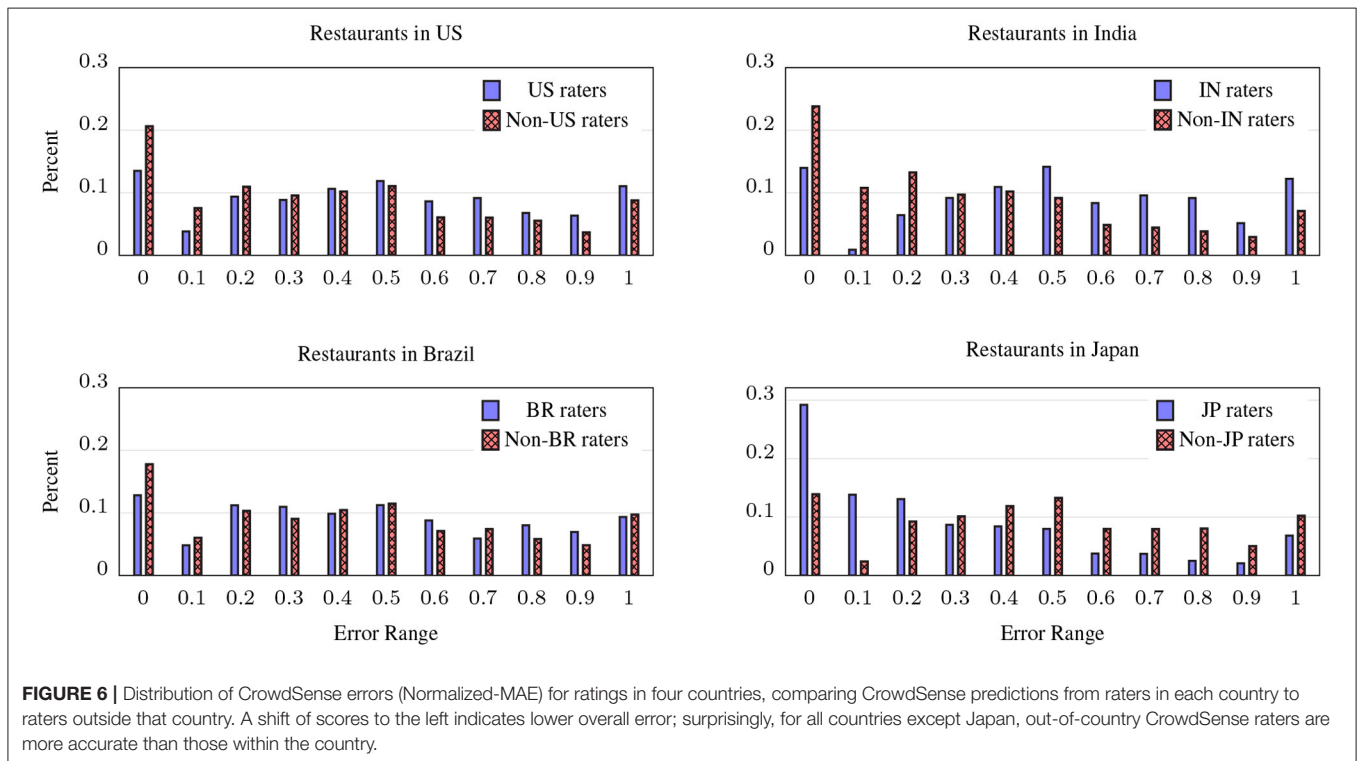 Restaurants in US
0.3
0.2
0.1
0
Percent
US raters
Non-US raters
0 0.1 0.2 0.3 0.4 0.5 0.6 0.7 0.8 0.9 1
Restaurants in India
0.3
0.2
0.1
0
IN raters
Non-IN raters
0 0.1 0.2 0.3 0.4 0.5 0.6 0.7 0.8 0.9 1
Restaurants in Brazil
0.3
0.2
0.1
0
Percent
BR raters
Non-BR raters
0 0.1 0.2 0.3 0.4 0.5 0.6 0.7 0.8 0.9 1
Error Range
Restaurants in Japan
0.3
0.2
0.1
0
JP raters
Non-JP raters
0 0.1 0.2 0.3 0.4 0.5 0.6 0.7 0.8 0.9 1
Error Range
FIGURE 6 | Distribution of CrowdSense errors (Normalized-MAE) for ratings in four countries, comparing CrowdSense predictions from raters in each country to
raters outside that country. A shift of scores to the left indicates lower overall error; surprisingly, for all countries except Japan, out-of-country CrowdSense raters are
more accurate than those within the country.